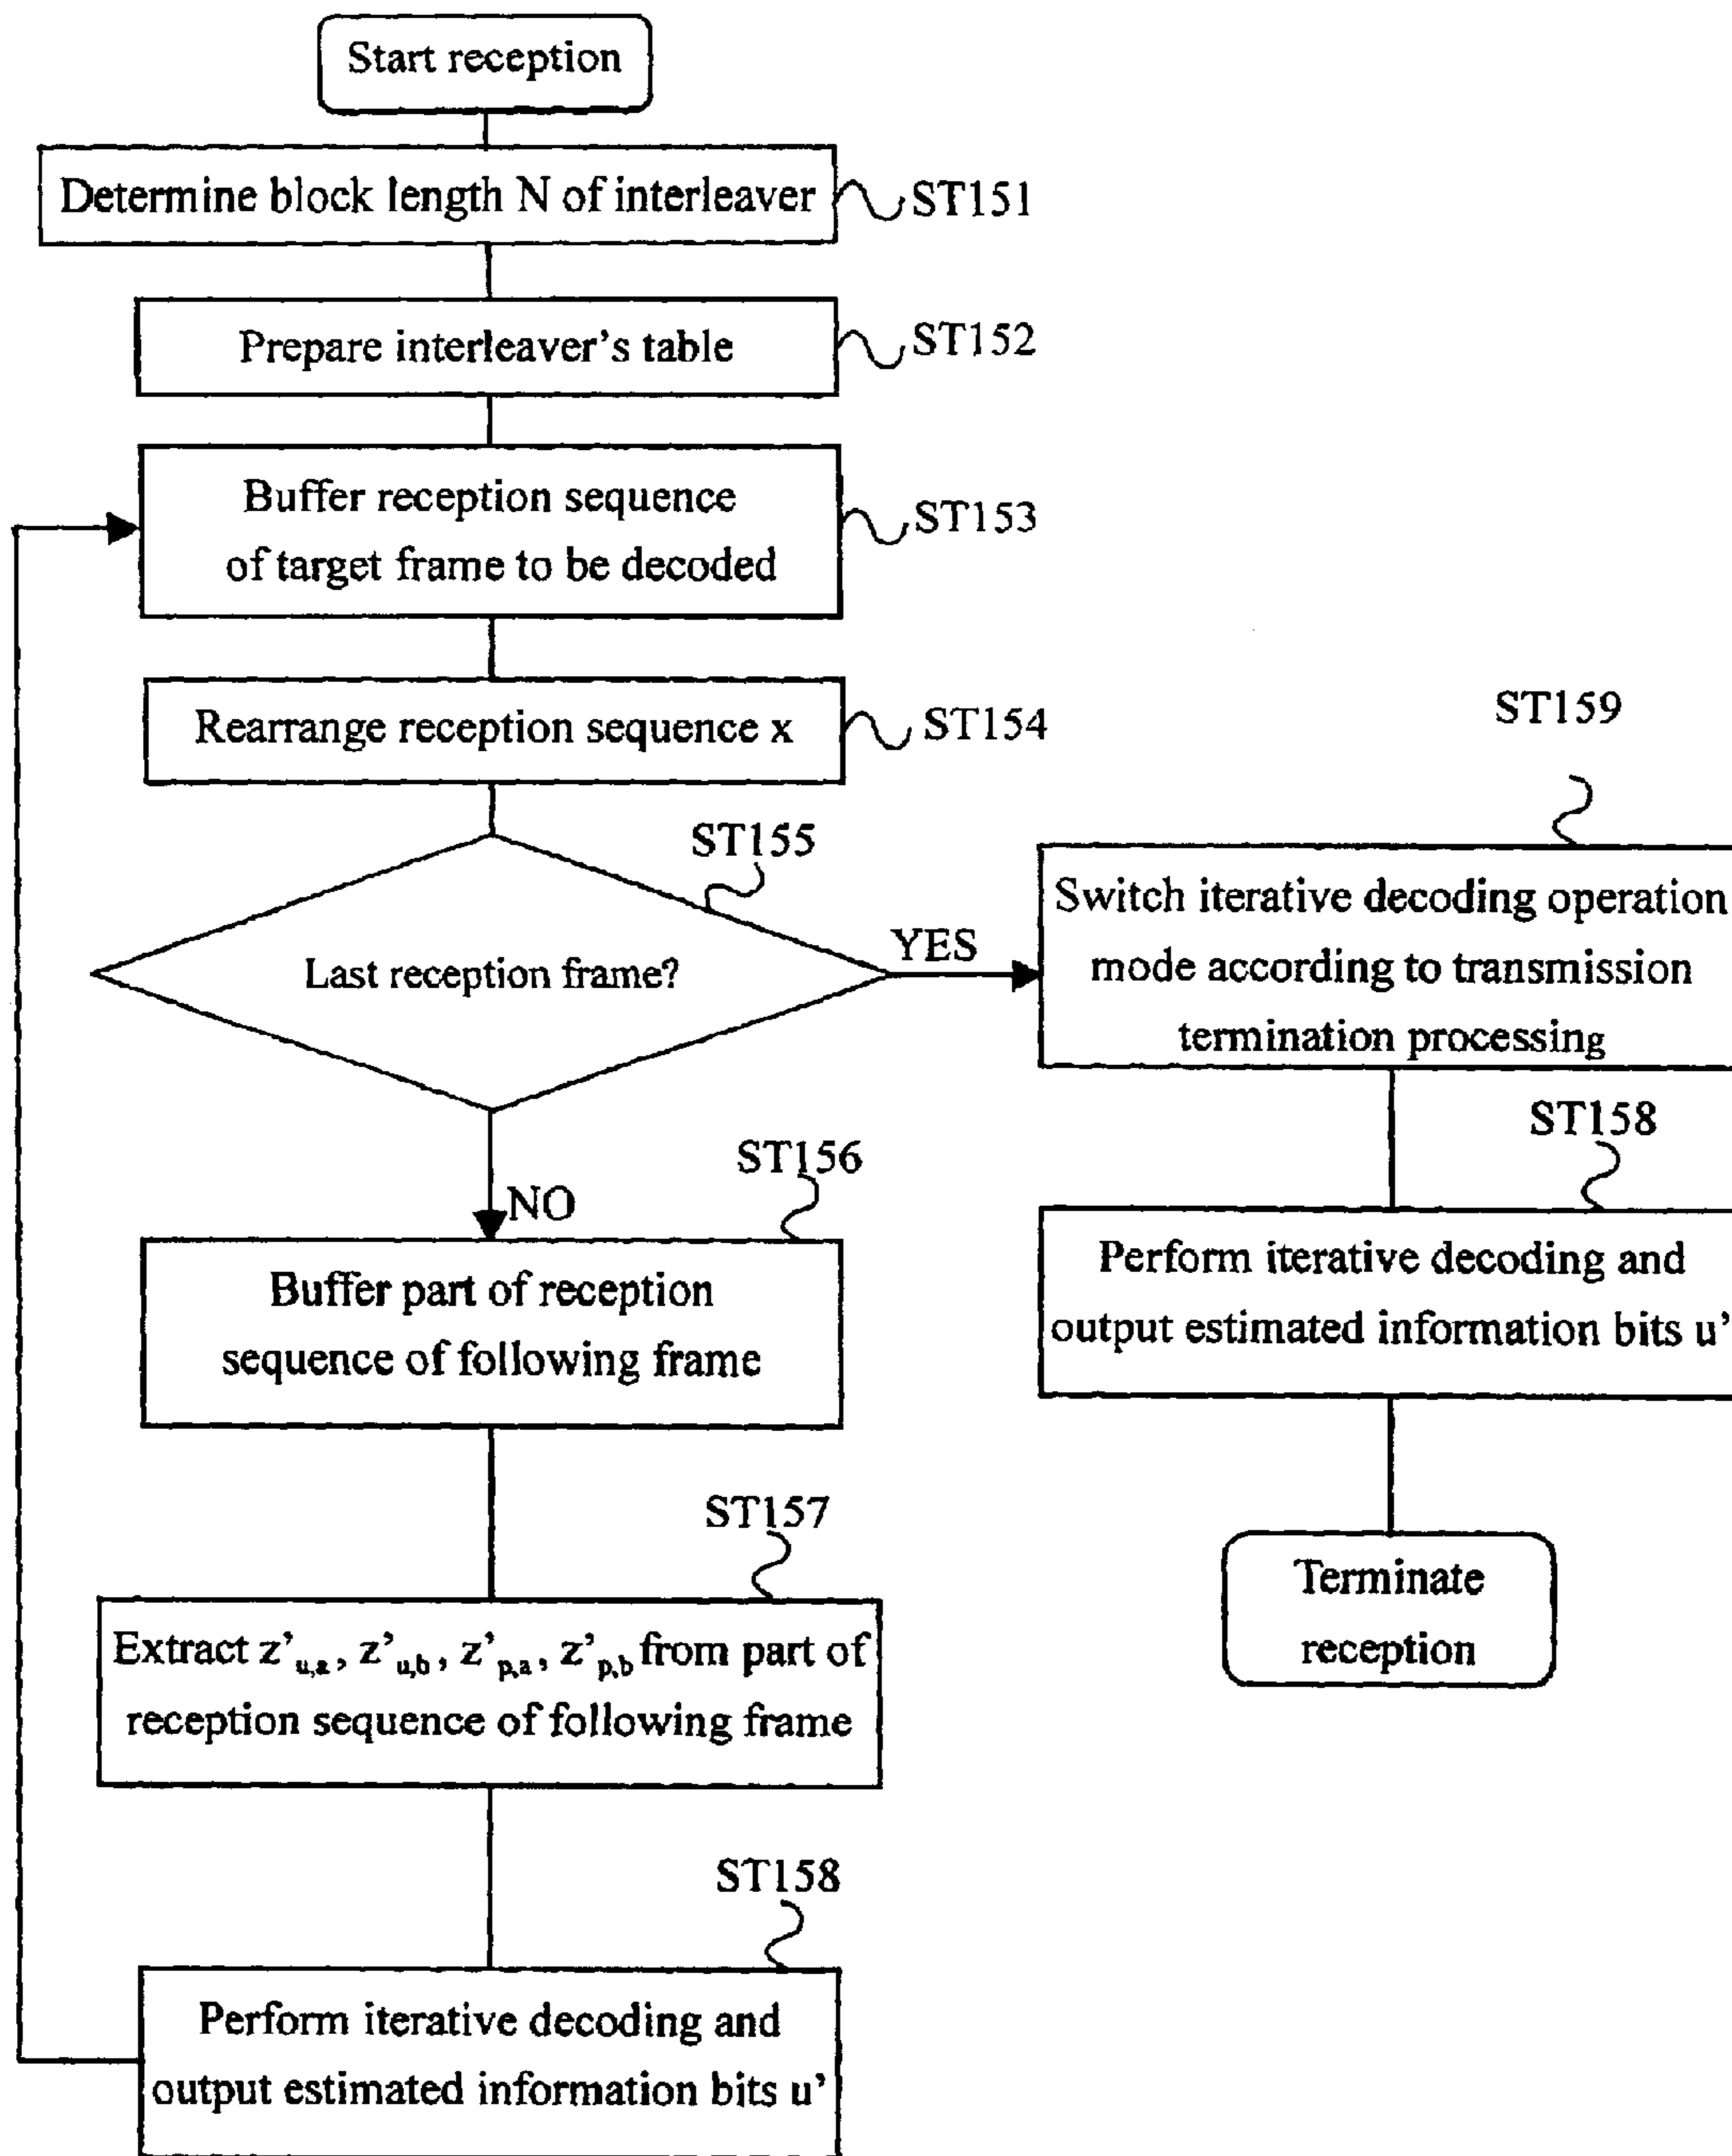 Start reception
Determine block length N of interleaver
ST151
Prepare interleaver's table
ST152
Buffer reception sequence
of target frame to be decoded
ST153
Rearrange reception sequence x
ST154
ST155
Last reception frame?
YES
NO
ST156
Buffer part of reception
sequence of following frame
ST157
Extract z'u,a, z'u,b, z'p,a, z'p,b from part of
reception sequence of following frame
ST158
Perform iterative decoding and
output estimated information bits u'
ST159
Switch iterative decoding operation
mode according to transmission
termination processing
ST158
Perform iterative decoding and
output estimated information bits u'
Terminate
reception